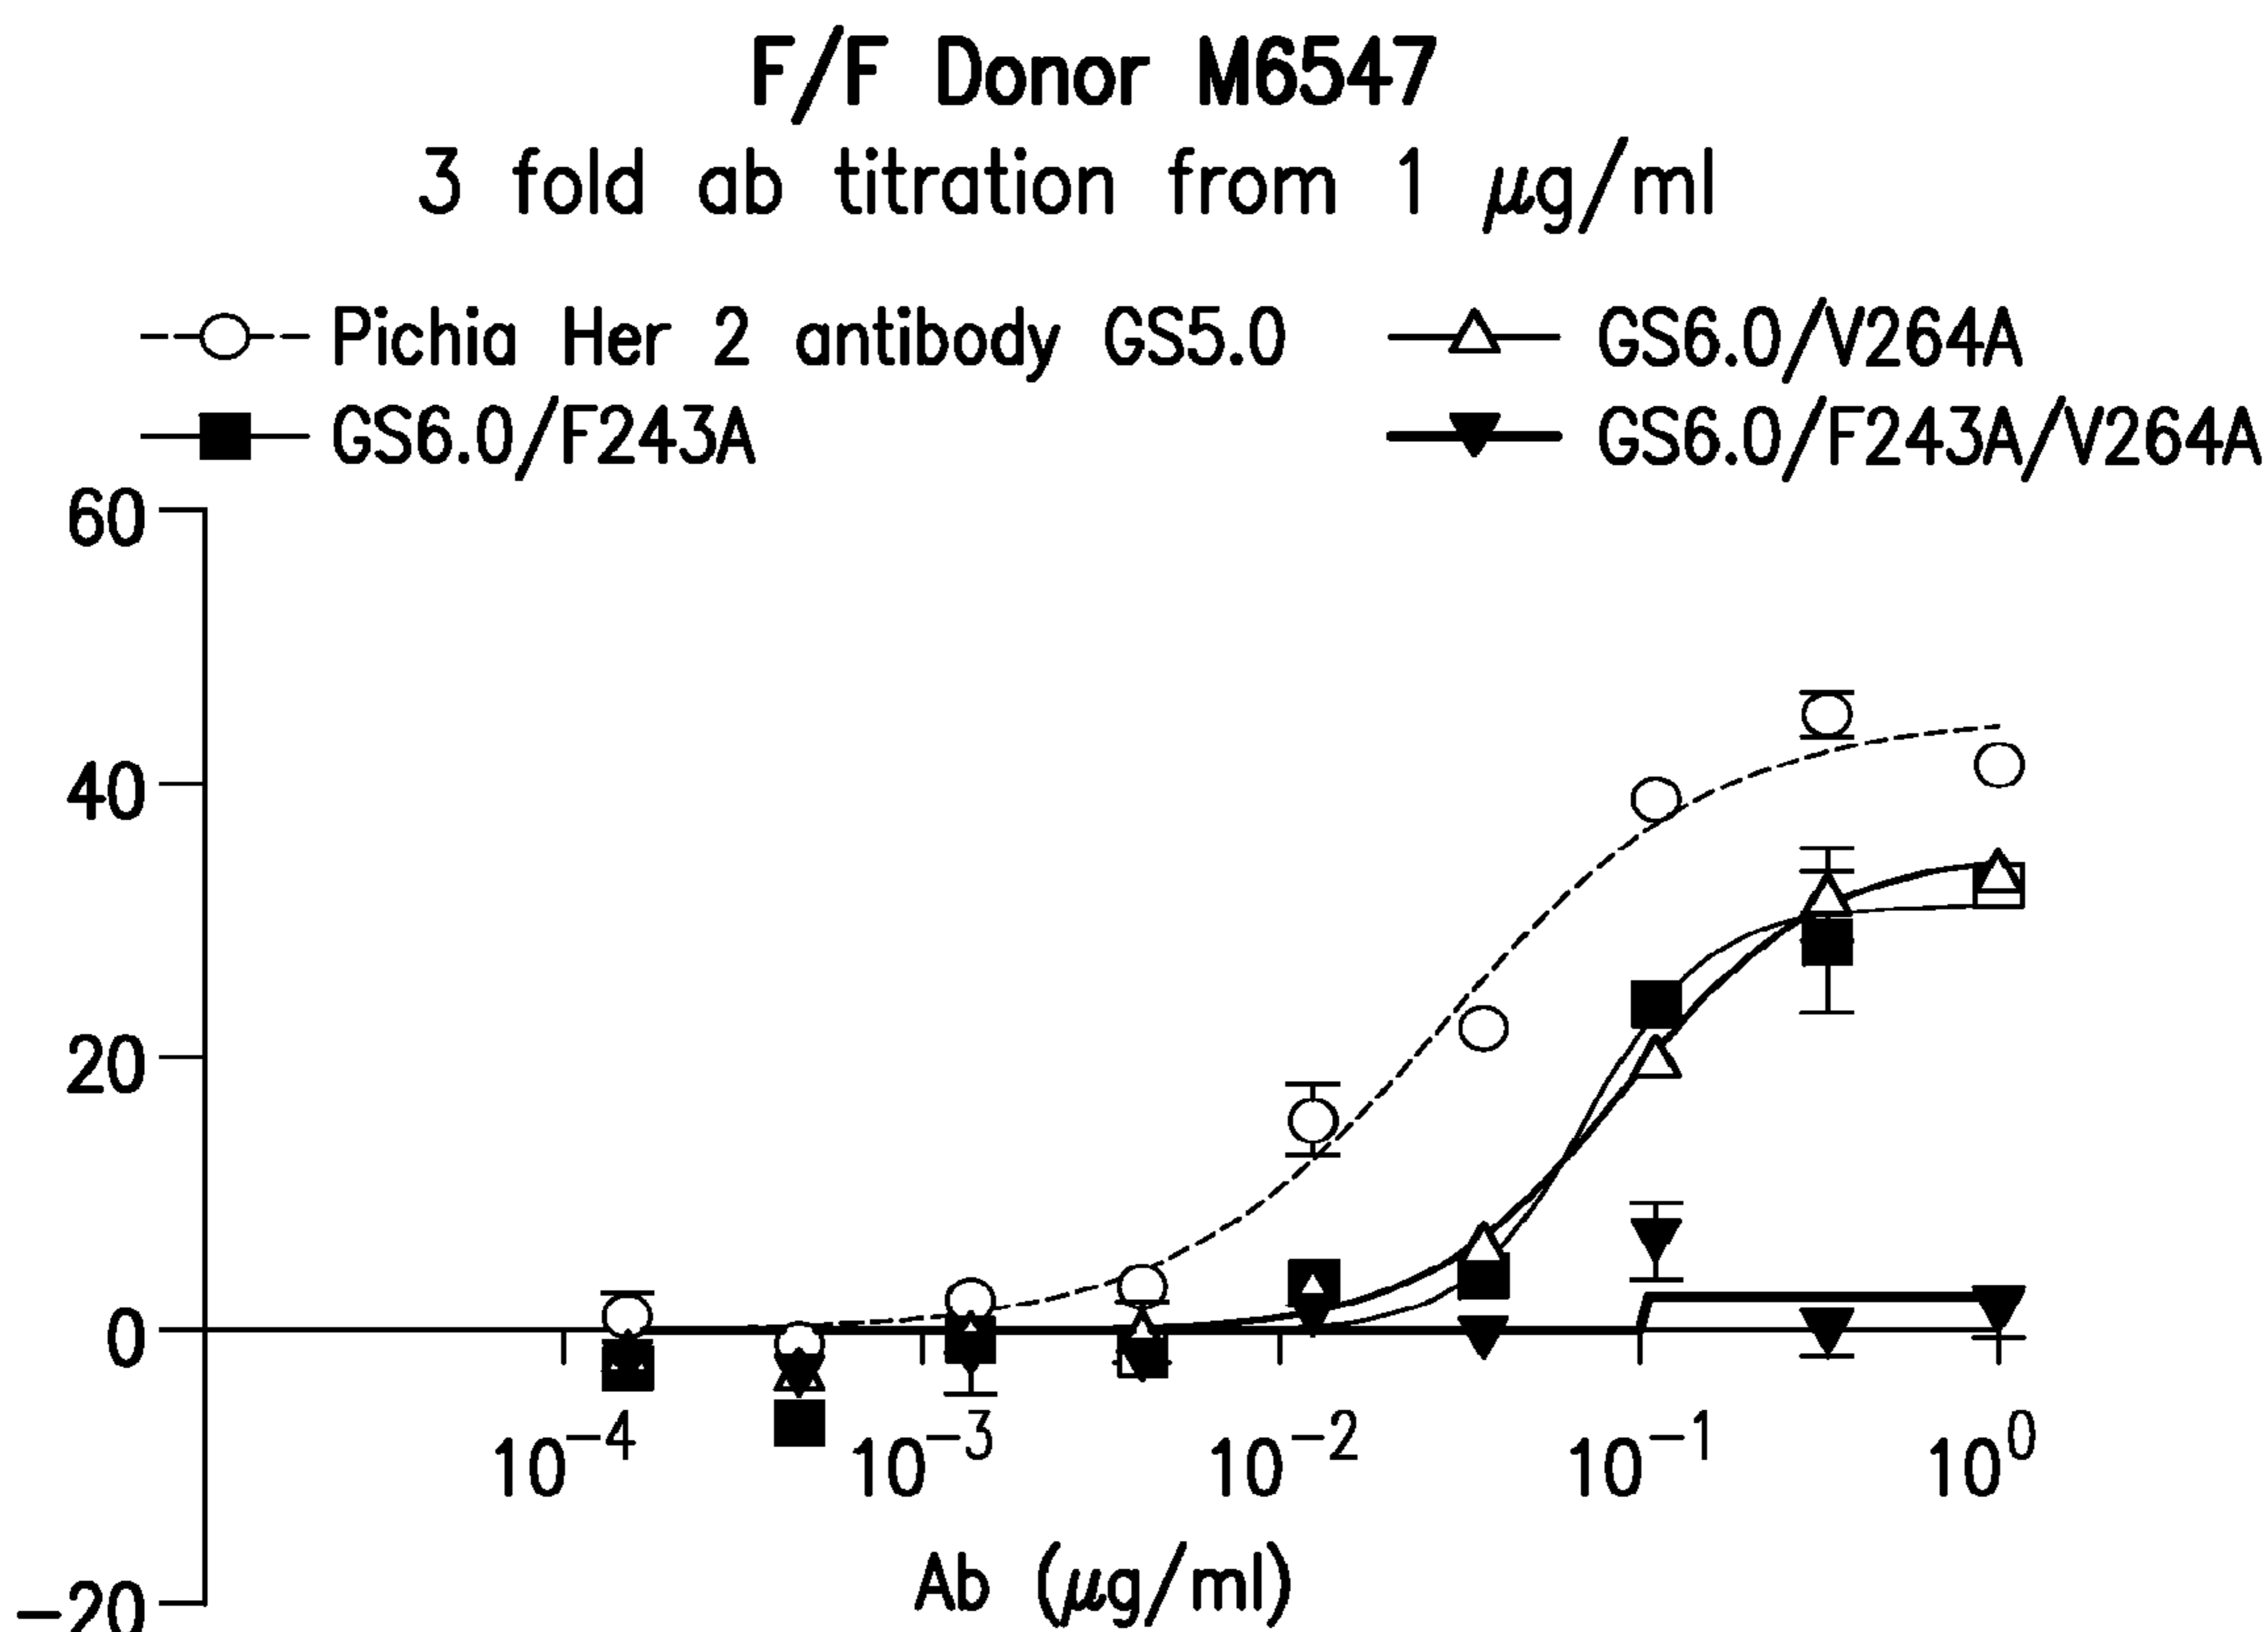 F/F Donor M6547
3 fold ab titration from 1 µg/ml
Pichia Her 2 antibody GS5.0
GS6.0/V264A
GS6.0/F243A
GS6.0/F243A/V264A
60
40
20
0
-20
10⁻⁴ 10⁻³ 10⁻² 10⁻¹ 10⁰
Ab (µg/ml)